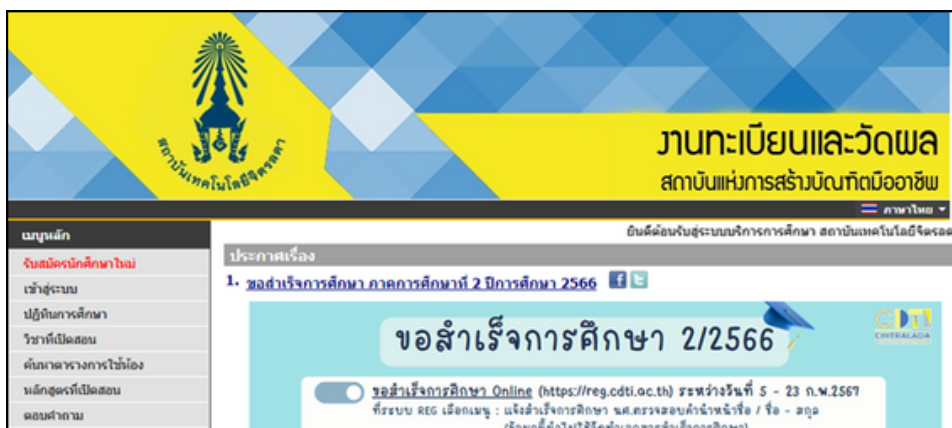 สถาบันเทคโนโลยีจิตรลดา
งานทะเบียนและวัดผล
สถาบันแห่งการสร้างบัณฑิตมืออาชีพ
ภาษาไทย
เมนูหลัก
ยินดีต้อนรับสู่ระบบบริการการศึกษา สถาบันเทคโนโลยีจิตรลด
รับสมัครนักศึกษาใหม่
ประกาศเรื่อง
เข้าสู่ระบบ
1. ขอสำเร็จการศึกษา ภาคการศึกษาที่ 2 ปีการศึกษา 2566
ปฏิทินการศึกษา
วิชาที่เปิดสอน
ค้นหาตารางการใช้ห้อง
หลักสูตรที่เปิดสอน
ตอบคำถาม
ขอสำเร็จการศึกษา 2/2566
CDTI
CHITRALADA
ขอสำเร็จการศึกษา Online (https://reg.cdti.ac.th) ระหว่างวันที่ 5 - 23 ก.พ.2567
ที่ระบบ REG เลือกเมนู : แจ้งสำเร็จการศึกษา นศ.ตรวจสอบคำนำหน้าชื่อ / ชื่อ - สกุล